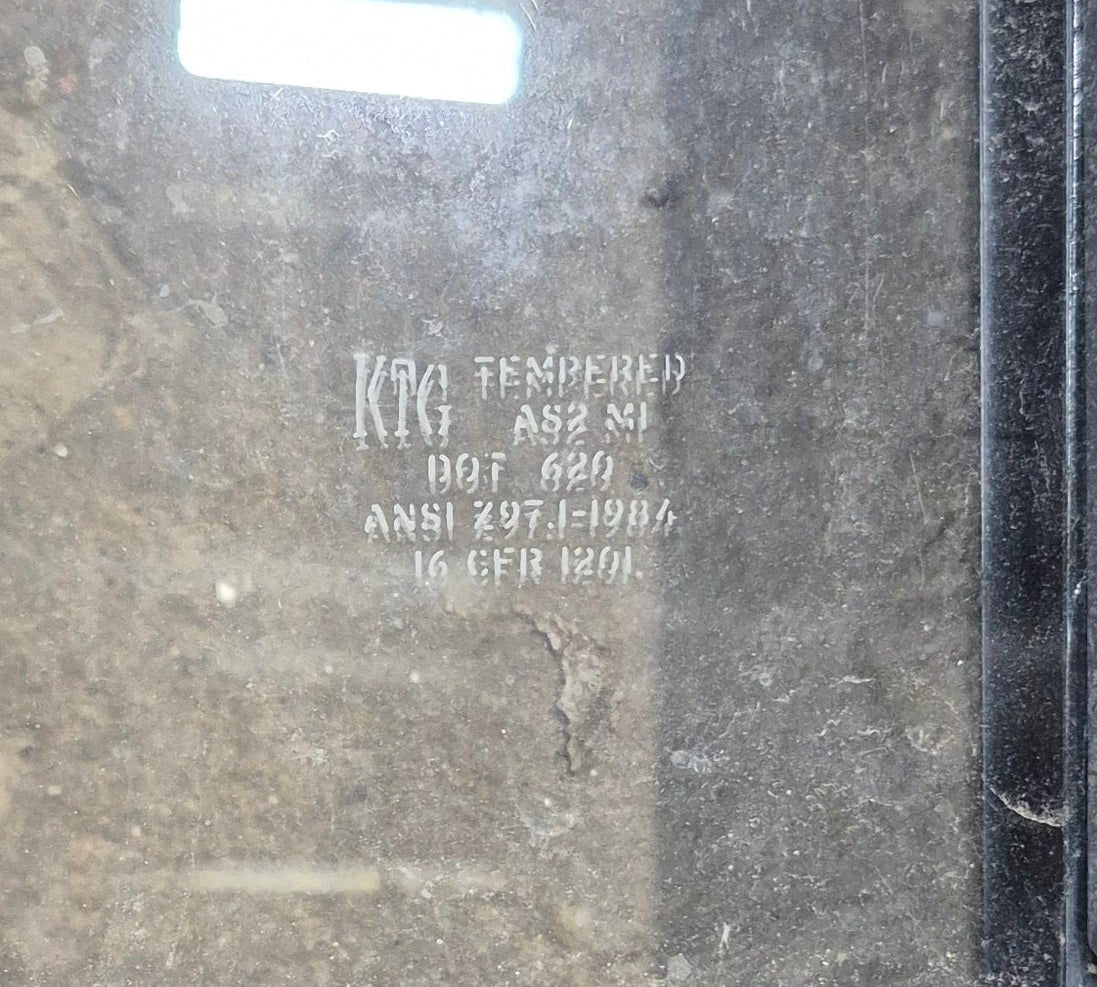 KTG TEMPERED
AS2 M1
DOT 620
ANSI Z97.1-1984
16 CFR 1201.